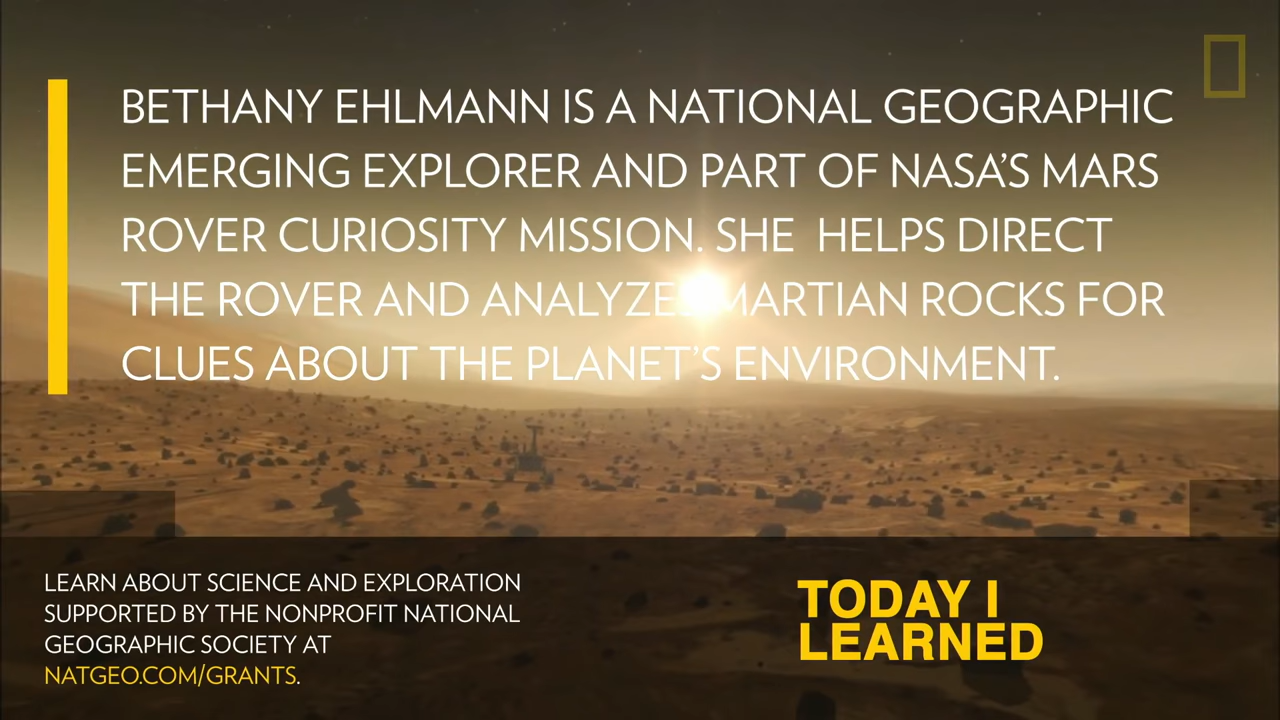 BETHANY EHLMANN IS A NATIONAL GEOGRAPHIC
EMERGING EXPLORER AND PART OF NASA'S MARS
ROVER CURIOSITY MISSION. SHE HELPS DIRECT
THE ROVER AND ANALYZES MARTIAN ROCKS FOR
CLUES ABOUT THE PLANET'S ENVIRONMENT.
LEARN ABOUT SCIENCE AND EXPLORATION
SUPPORTED BY THE NONPROFIT NATIONAL
GEOGRAPHIC SOCIETY AT
NATGEO.COM/GRANTS.
TODAY I
LEARNED